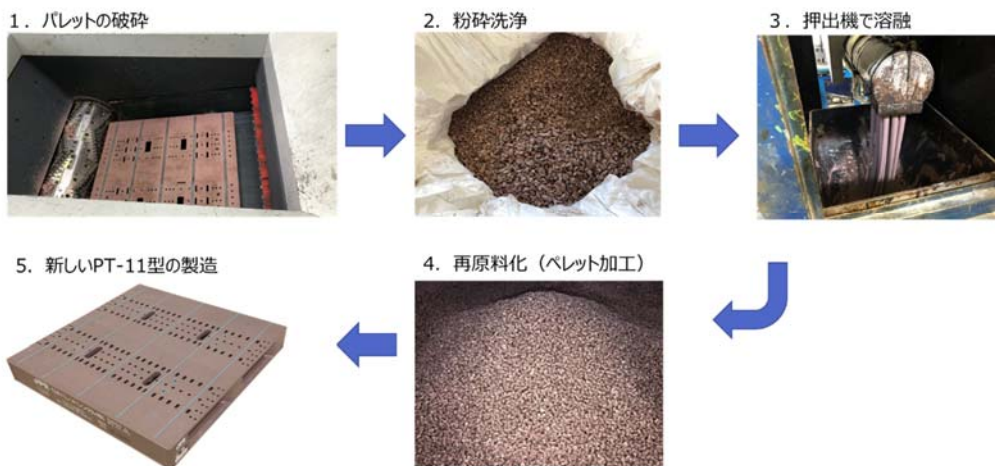 1．パレットの破砕
2．粉砕洗浄
3．押出機で溶融
5．新しいPT-11型の製造
4．再原料化（ペレット加工）